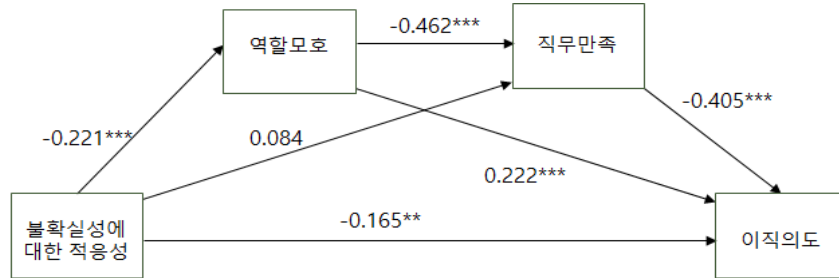 역할모호
-0.462***
직무만족
-0.405***
-0.221***
0.084
0.222***
-0.165**
불확실성에
대한 적응성
이직의도